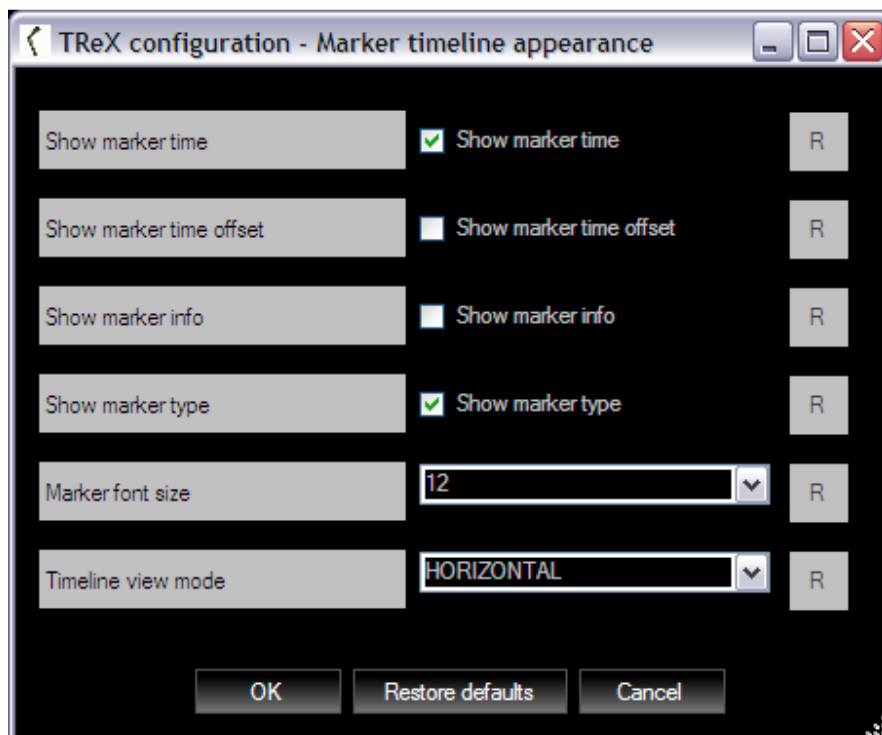 TReX configuration - Marker timeline appearance
Show marker time Show marker time R
Show marker time offset Show marker time offset R
Show marker info Show marker info R
Show marker type Show marker type R
Marker font size 12 R
Timeline view mode HORIZONTAL R
OK Restore defaults Cancel